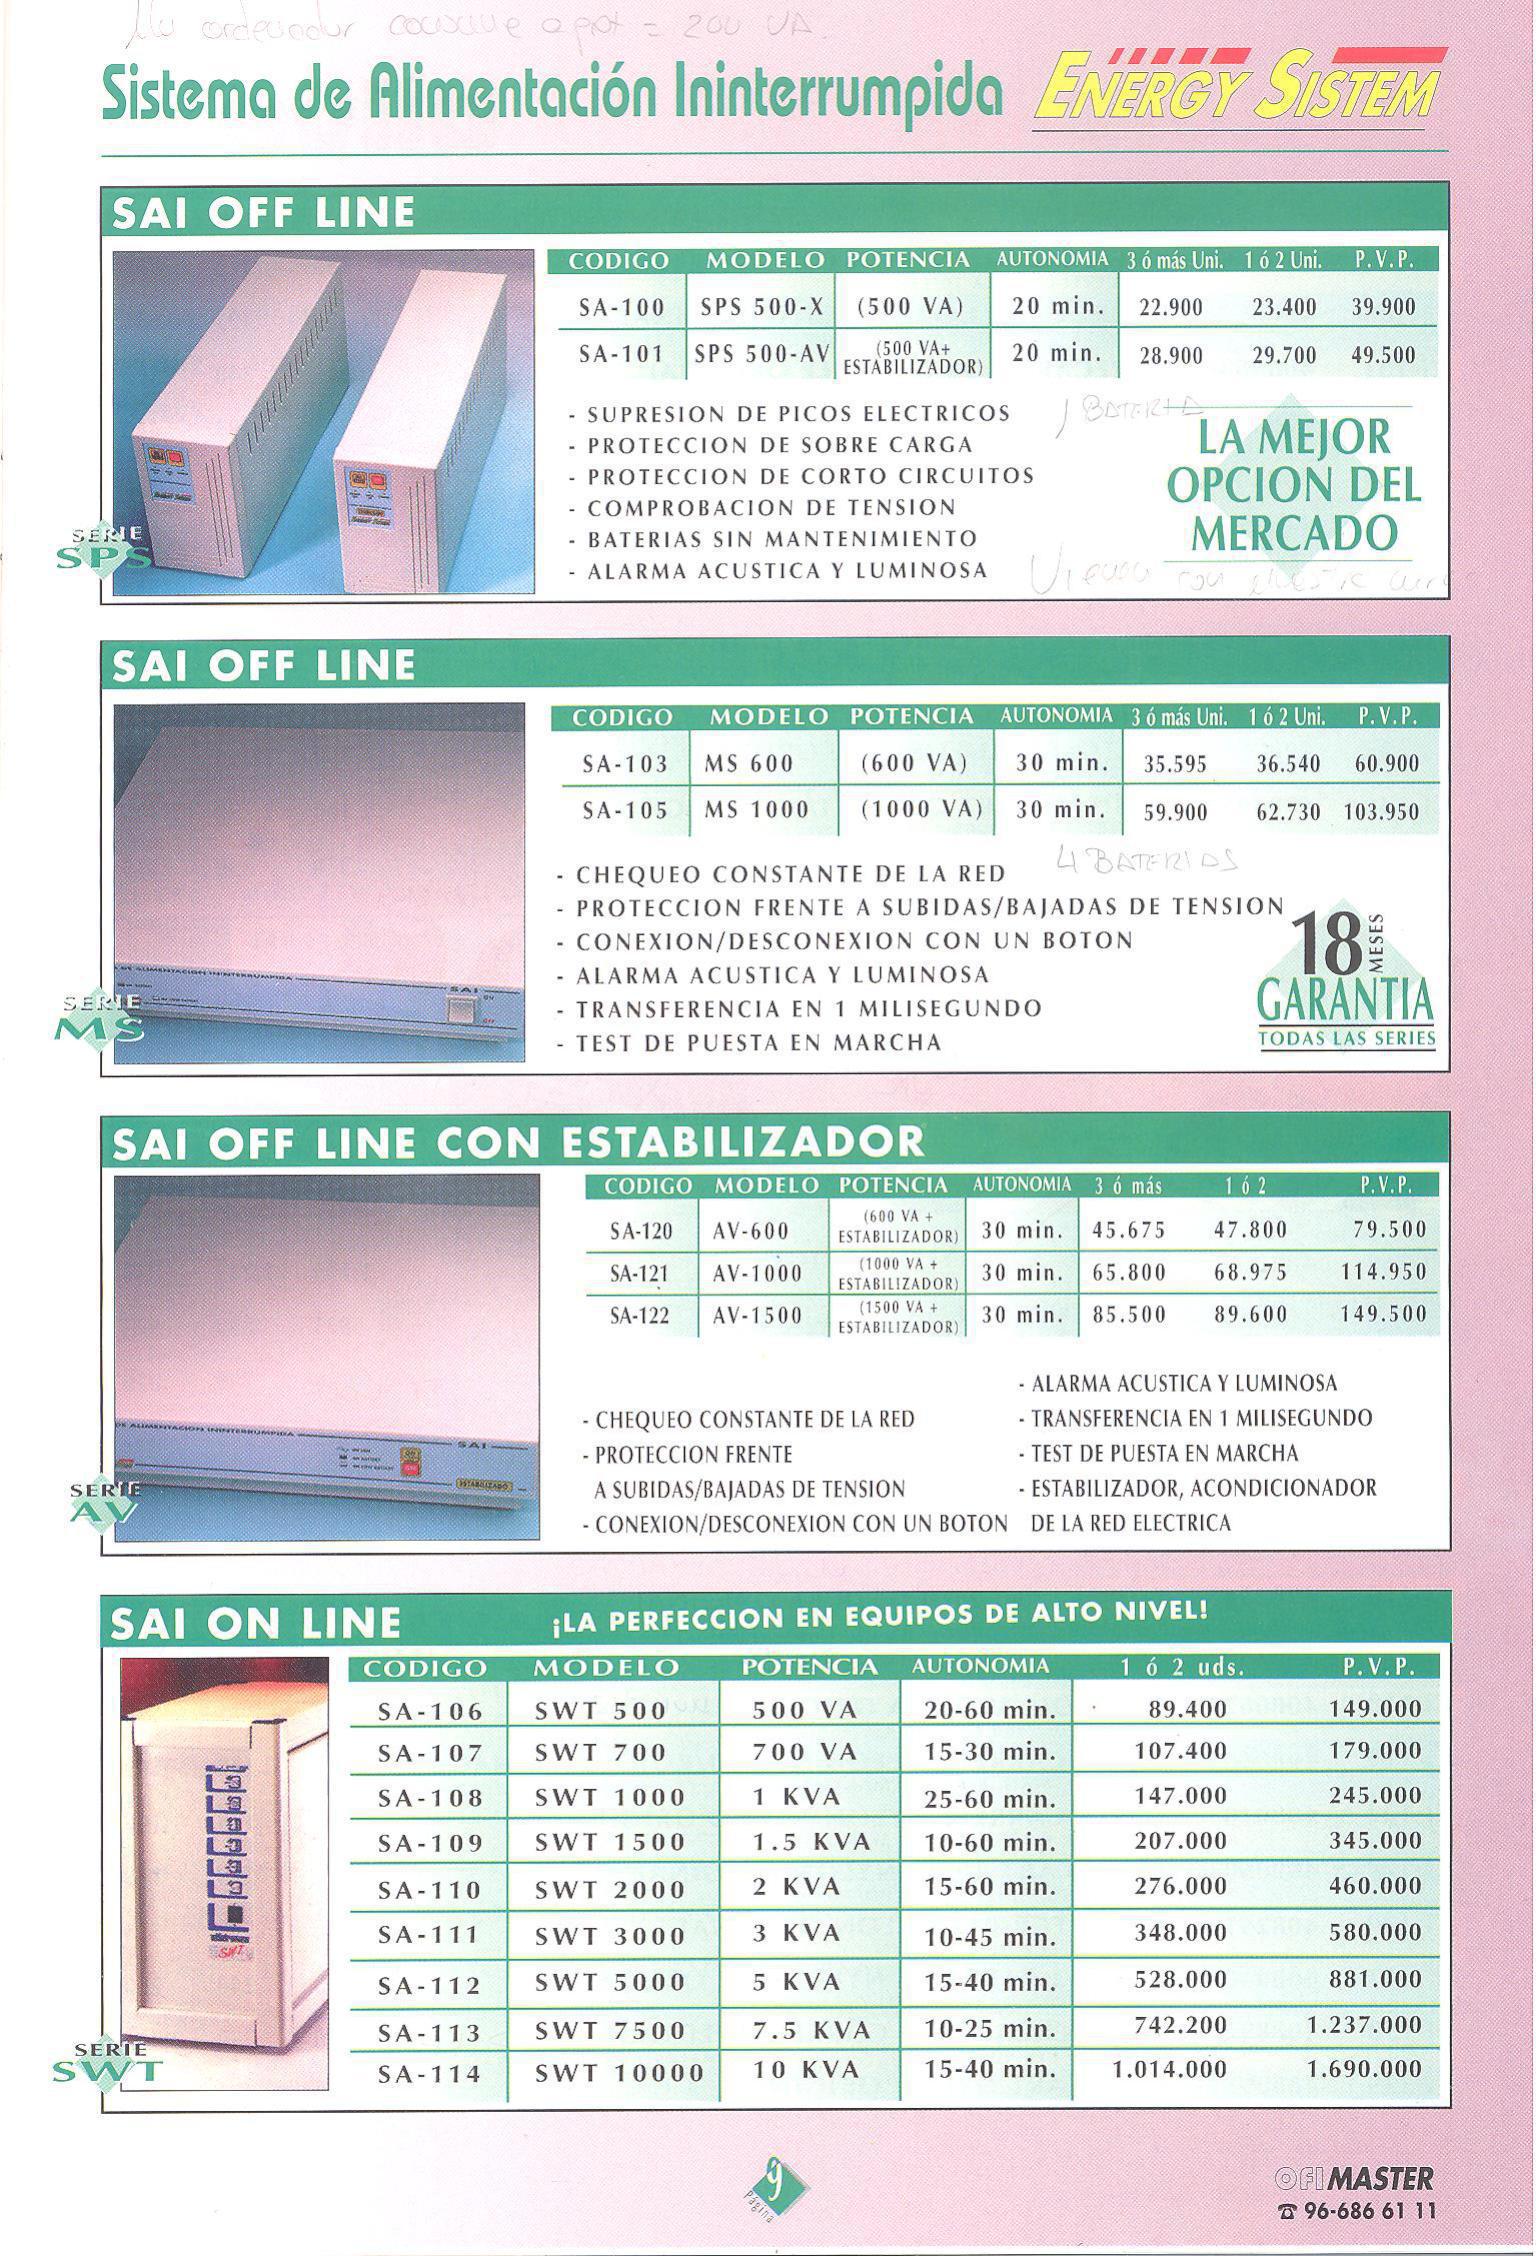 Un ordenador consume aprox = 200 VA.
Sistema de Alimentación Ininterrumpida ENERGY SISTEM
SAI OFF LINE
CODIGO MODELO POTENCIA AUTONOMIA 3 ó más Uni. 1 ó 2 Uni. P.V.P.
SA-100 SPS 500-X (500 VA) 20 min. 22.900 23.400 39.900
SA-101 SPS 500-AV (500 VA+ ESTABILIZADOR) 20 min. 28.900 29.700 49.500
- SUPRESION DE PICOS ELECTRICOS
- PROTECCION DE SOBRE CARGA
- PROTECCION DE CORTO CIRCUITOS
- COMPROBACION DE TENSION
- BATERIAS SIN MANTENIMIENTO
- ALARMA ACUSTICA Y LUMINOSA
1 BATERIA
LA MEJOR
OPCION DEL
MERCADO
con
SERIE
SPS
SAI OFF LINE
CODIGO MODELO POTENCIA AUTONOMIA 3 ó más Uni. 1 ó 2 Uni. P.V.P.
SA-103 MS 600 (600 VA) 30 min. 35.595 36.540 60.900
SA-105 MS 1000 (1000 VA) 30 min. 59.900 62.730 103.950
4 BATERIAS
- CHEQUEO CONSTANTE DE LA RED
- PROTECCION FRENTE A SUBIDAS/BAJADAS DE TENSION
- CONEXION/DESCONEXION CON UN BOTON
- ALARMA ACUSTICA Y LUMINOSA
- TRANSFERENCIA EN 1 MILISEGUNDO
- TEST DE PUESTA EN MARCHA
18 MESES
GARANTIA
TODAS LAS SERIES
DE ALIMENTACION ININTERRUMPIDA
SAI
ON
OFF
SERIE
MS
SAI OFF LINE CON ESTABILIZADOR
CODIGO MODELO POTENCIA AUTONOMIA 3 ó más 1 ó 2 P.V.P.
SA-120 AV-600 (600 VA + ESTABILIZADOR) 30 min. 45.675 47.800 79.500
SA-121 AV-1000 (1000 VA + ESTABILIZADOR) 30 min. 65.800 68.975 114.950
SA-122 AV-1500 (1500 VA + ESTABILIZADOR) 30 min. 85.500 89.600 149.500
- CHEQUEO CONSTANTE DE LA RED
- PROTECCION FRENTE
A SUBIDAS/BAJADAS DE TENSION
- CONEXION/DESCONEXION CON UN BOTON
- ALARMA ACUSTICA Y LUMINOSA
- TRANSFERENCIA EN 1 MILISEGUNDO
- TEST DE PUESTA EN MARCHA
- ESTABILIZADOR, ACONDICIONADOR
DE LA RED ELECTRICA
DE ALIMENTACION ININTERRUMPIDA
SAI
ESTABILIZADO
SERIE
AV
SAI ON LINE ¡LA PERFECCION EN EQUIPOS DE ALTO NIVEL!
CODIGO MODELO POTENCIA AUTONOMIA 1 ó 2 uds. P.V.P.
SA-106 SWT 500 500 VA 20-60 min. 89.400 149.000
SA-107 SWT 700 700 VA 15-30 min. 107.400 179.000
SA-108 SWT 1000 1 KVA 25-60 min. 147.000 245.000
SA-109 SWT 1500 1.5 KVA 10-60 min. 207.000 345.000
SA-110 SWT 2000 2 KVA 15-60 min. 276.000 460.000
SA-111 SWT 3000 3 KVA 10-45 min. 348.000 580.000
SA-112 SWT 5000 5 KVA 15-40 min. 528.000 881.000
SA-113 SWT 7500 7.5 KVA 10-25 min. 742.200 1.237.000
SA-114 SWT 10000 10 KVA 15-40 min. 1.014.000 1.690.000
SWT
SERIE
SWT
Página 9
OFIMASTER
☎ 96-686 61 11